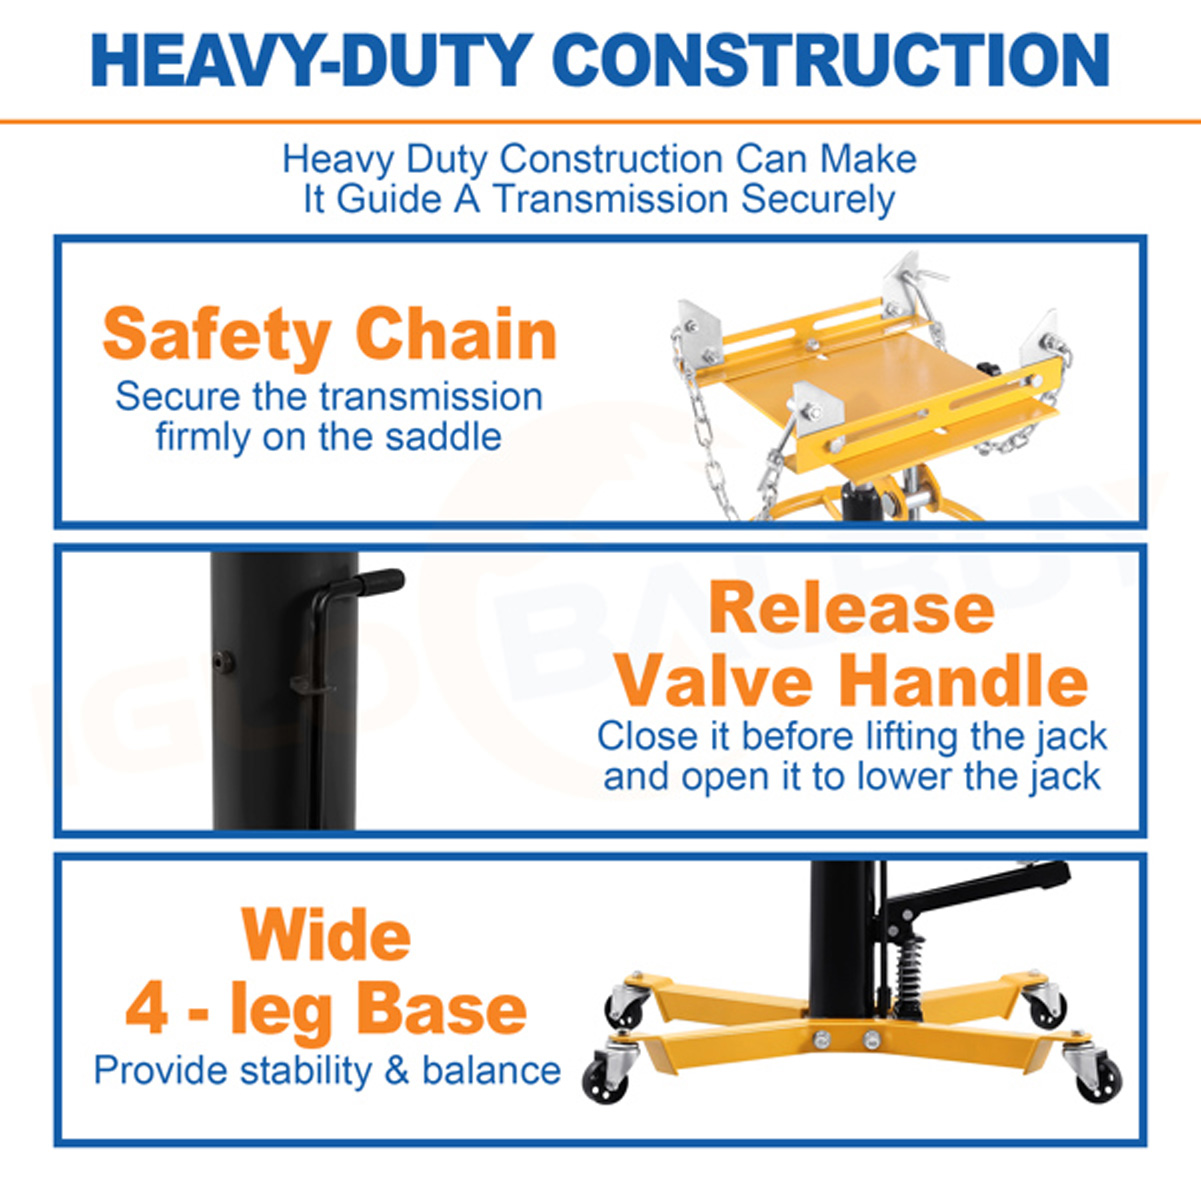 HEAVY-DUTY CONSTRUCTION
Heavy Duty Construction Can Make
It Guide A Transmission Securely
Safety Chain
Secure the transmission
firmly on the saddle
Release
Valve Handle
Close it before lifting the jack
and open it to lower the jack
Wide
4 - leg Base
Provide stability & balance
IGLOBALBUY